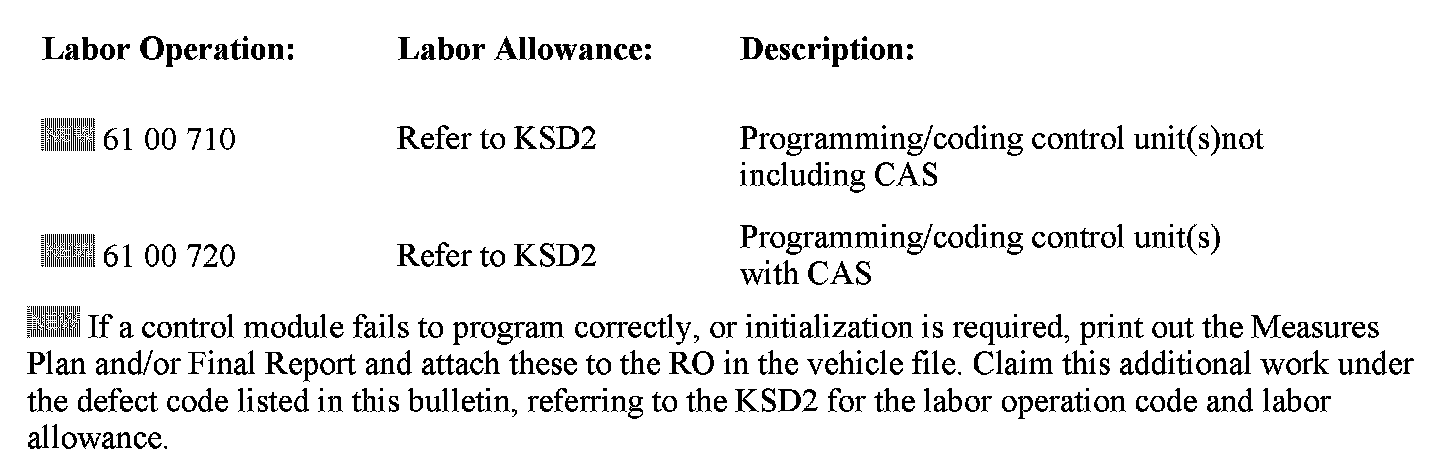 Labor Operation: Labor Allowance: Description:
61 00 710 Refer to KSD2 Programming/coding control unit(s)not
including CAS
61 00 720 Refer to KSD2 Programming/coding control unit(s)
with CAS
If a control module fails to program correctly, or initialization is required, print out the Measures
Plan and/or Final Report and attach these to the RO in the vehicle file. Claim this additional work under
the defect code listed in this bulletin, referring to the KSD2 for the labor operation code and labor
allowance.